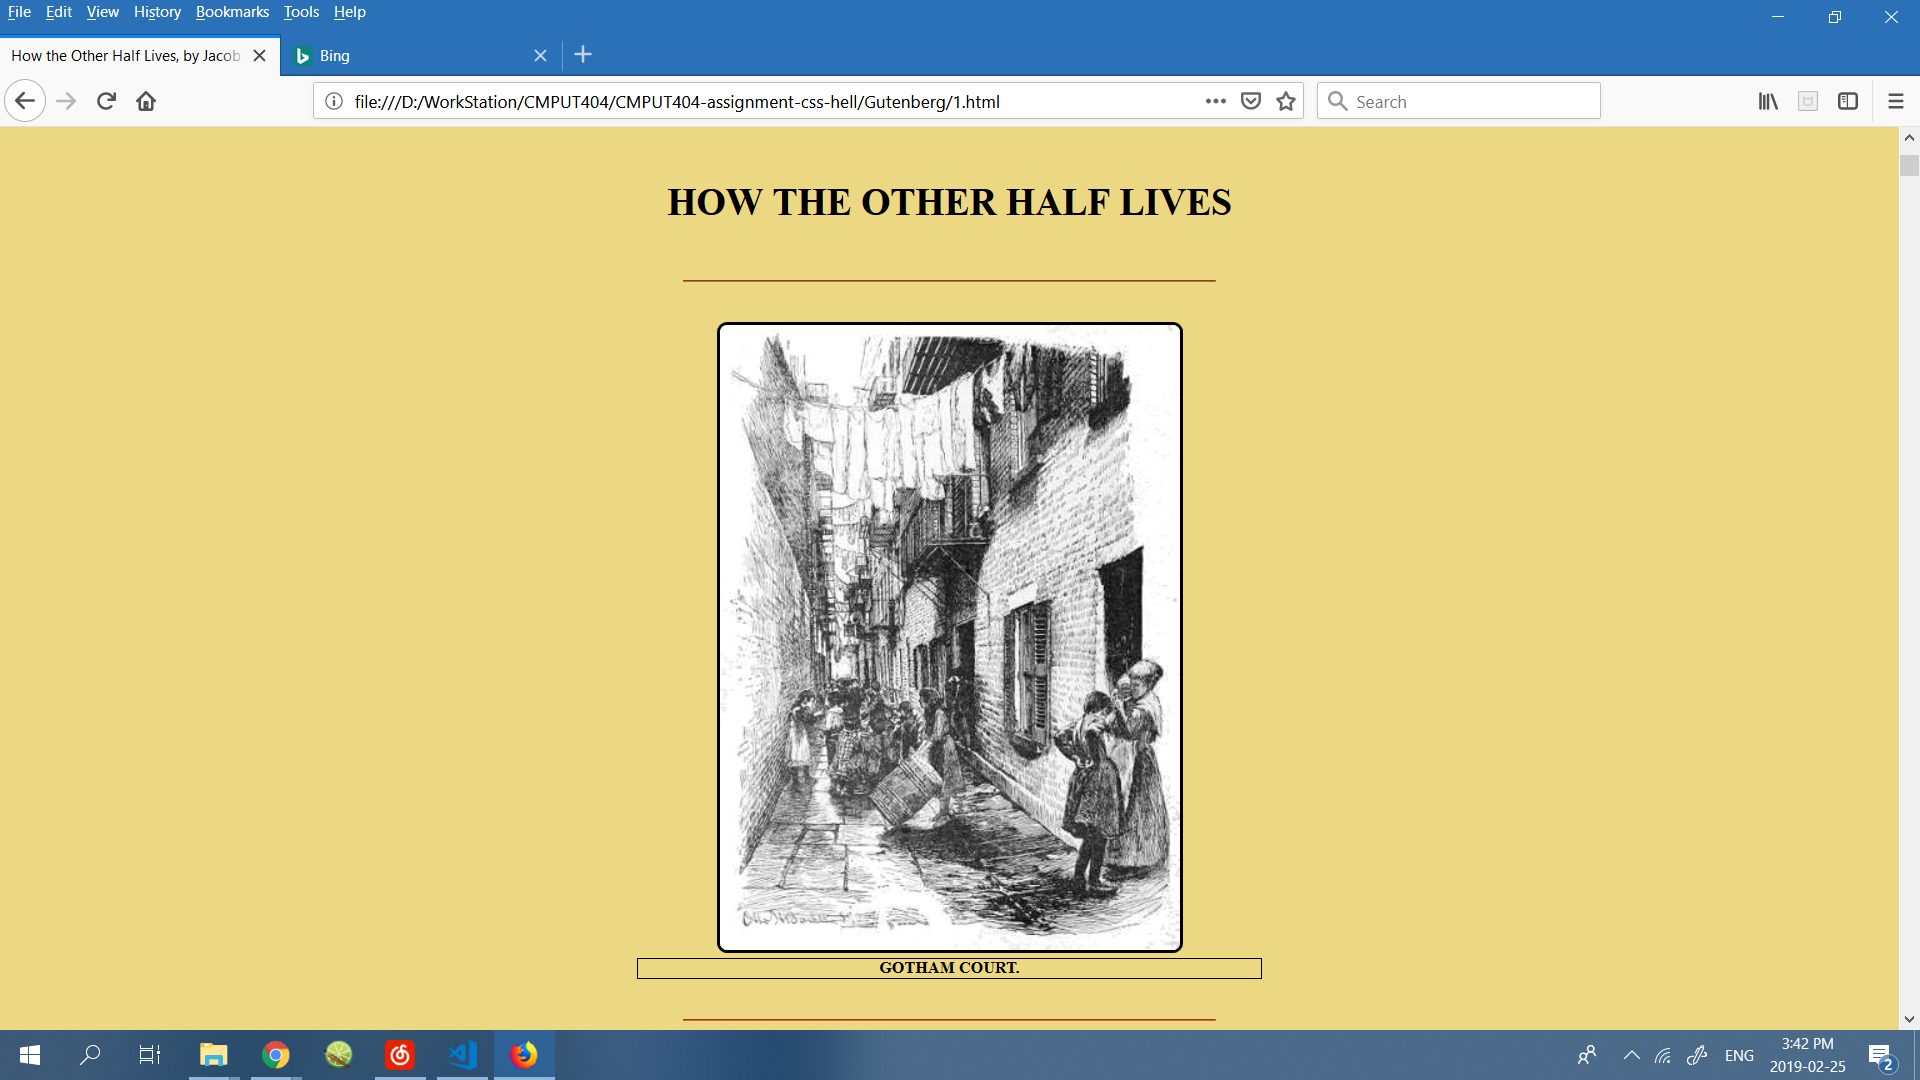 File Edit View History Bookmarks Tools Help
How the Other Half Lives, by Jacob
Bing
file:///D:/WorkStation/CMPUT404/CMPUT404-assignment-css-hell/Gutenberg/1.html
Search
HOW THE OTHER HALF LIVES
GOTHAM COURT.
ENG
3:42 PM
2019-02-25
2